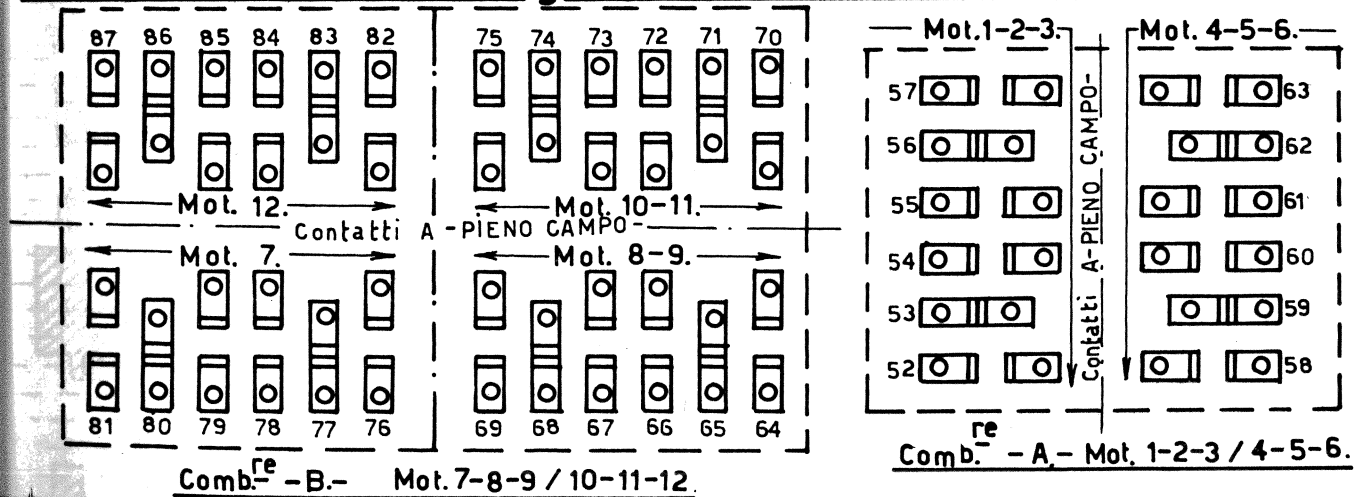 87 86 85 84 83 82 75 74 73 72 71 70
Mot. 12. Mot. 10-11.
Contatti A - PIENO CAMPO -
Mot. 7. Mot. 8-9.
81 80 79 78 77 76 69 68 67 66 65 64
Comb.re - B.- Mot. 7-8-9 / 10-11-12.
Mot. 1-2-3. Mot. 4-5-6.
57 63
56 62
55 61
54 60
53 59
52 58
Contatti A-PIENO CAMPO-
Comb.re - A.- Mot. 1-2-3 / 4-5-6.